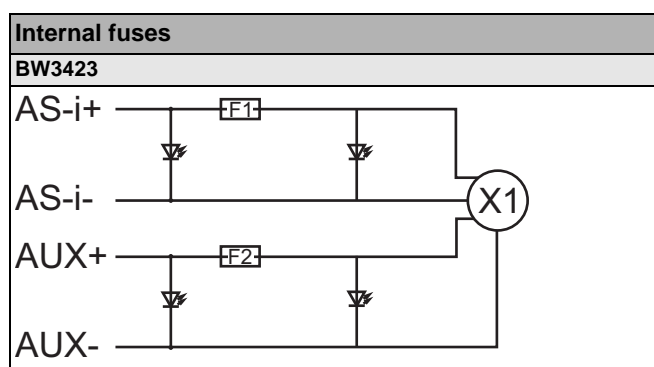 Internal fuses
BW3423
AS-i+
F1
AS-i-
X1
AUX+
F2
AUX-